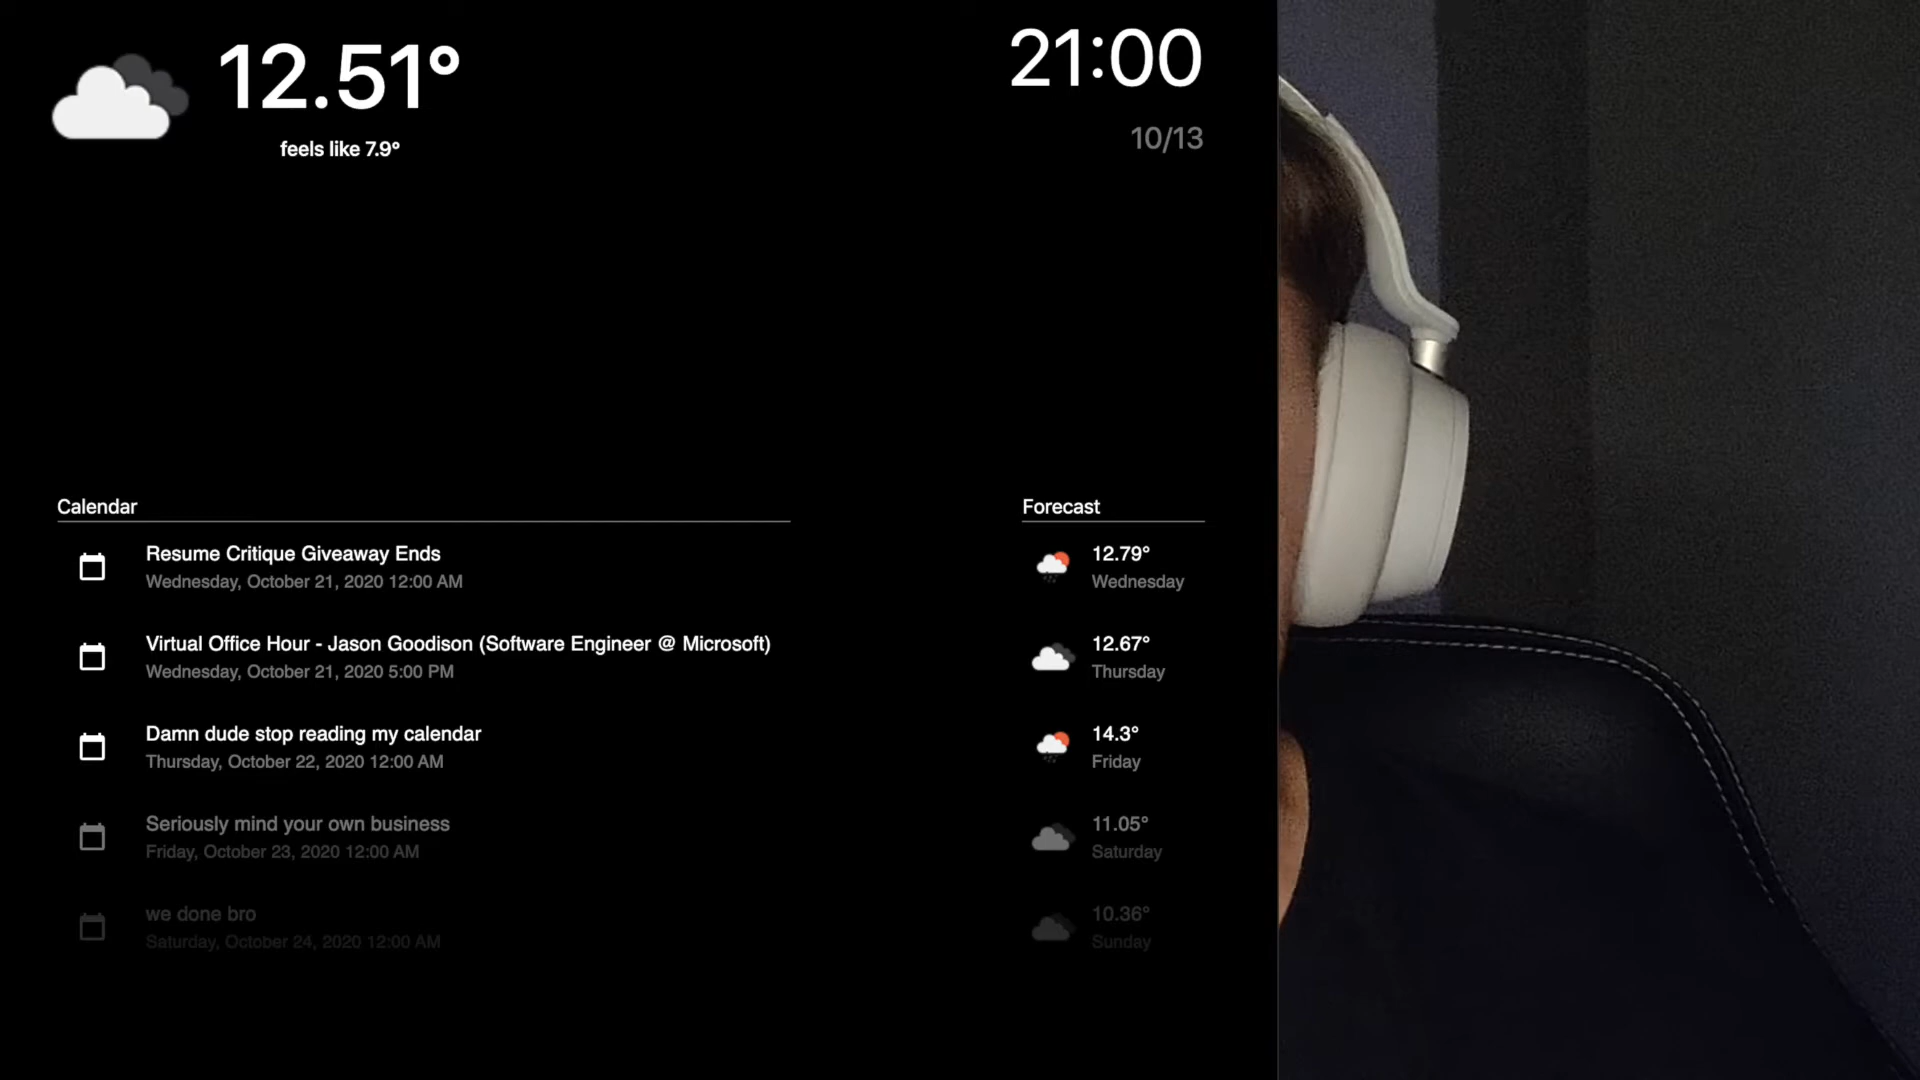 12.51°
feels like 7.9°
21:00
10/13
Calendar
Resume Critique Giveaway Ends
Wednesday, October 21, 2020 12:00 AM
Virtual Office Hour - Jason Goodison (Software Engineer @ Microsoft)
Wednesday, October 21, 2020 5:00 PM
Damn dude stop reading my calendar
Thursday, October 22, 2020 12:00 AM
Seriously mind your own business
Friday, October 23, 2020 12:00 AM
we done bro
Saturday, October 24, 2020 12:00 AM
Forecast
12.79°
Wednesday
12.67°
Thursday
14.3°
Friday
11.05°
Saturday
10.36°
Sunday